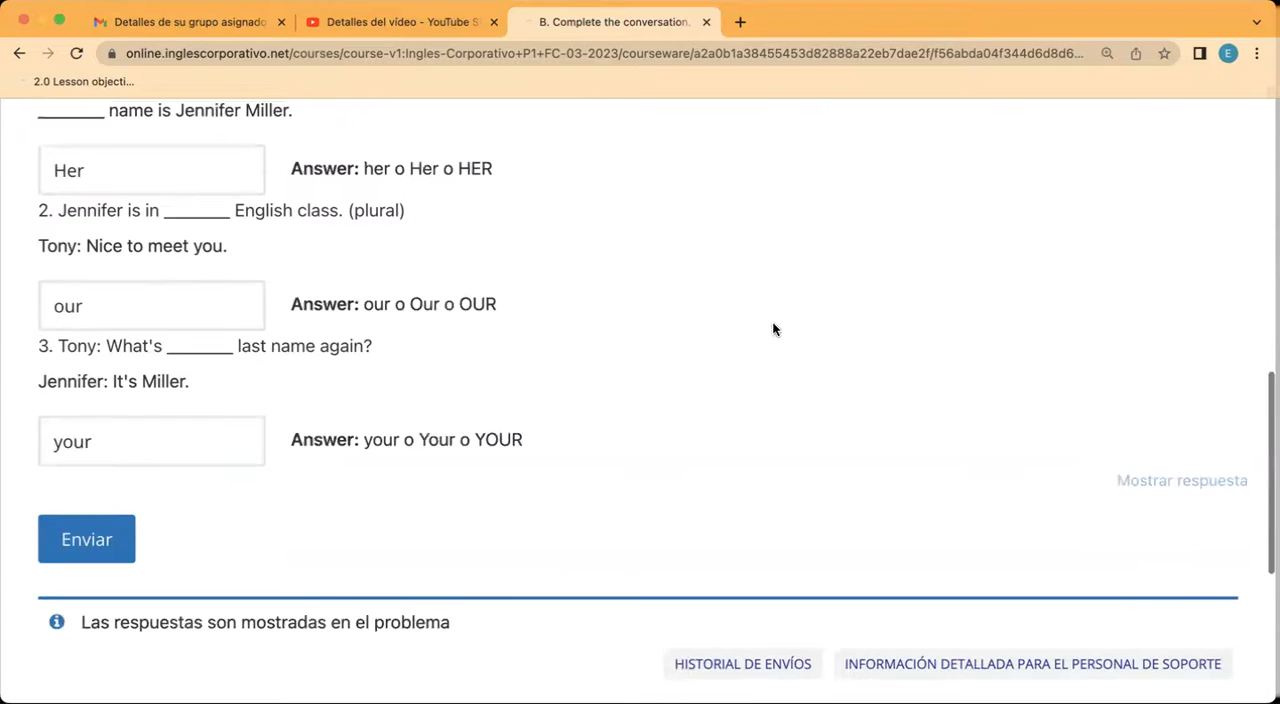 Detalles de su grupo asignado
Detalles del vídeo - YouTube S
B. Complete the conversation.
online.inglescorporativo.net/courses/course-v1:Ingles-Corporativo+P1+FC-03-2023/courseware/a2a0b1a38455453d82888a22eb7dae2f/f56abda04f344d6d8d6...
E
2.0 Lesson objecti...
_______ name is Jennifer Miller.
Her
Answer: her o Her o HER
2. Jennifer is in _______ English class. (plural)
Tony: Nice to meet you.
our
Answer: our o Our o OUR
3. Tony: What's _______ last name again?
Jennifer: It's Miller.
your
Answer: your o Your o YOUR
Mostrar respuesta
Enviar
Las respuestas son mostradas en el problema
HISTORIAL DE ENVÍOS
INFORMACIÓN DETALLADA PARA EL PERSONAL DE SOPORTE